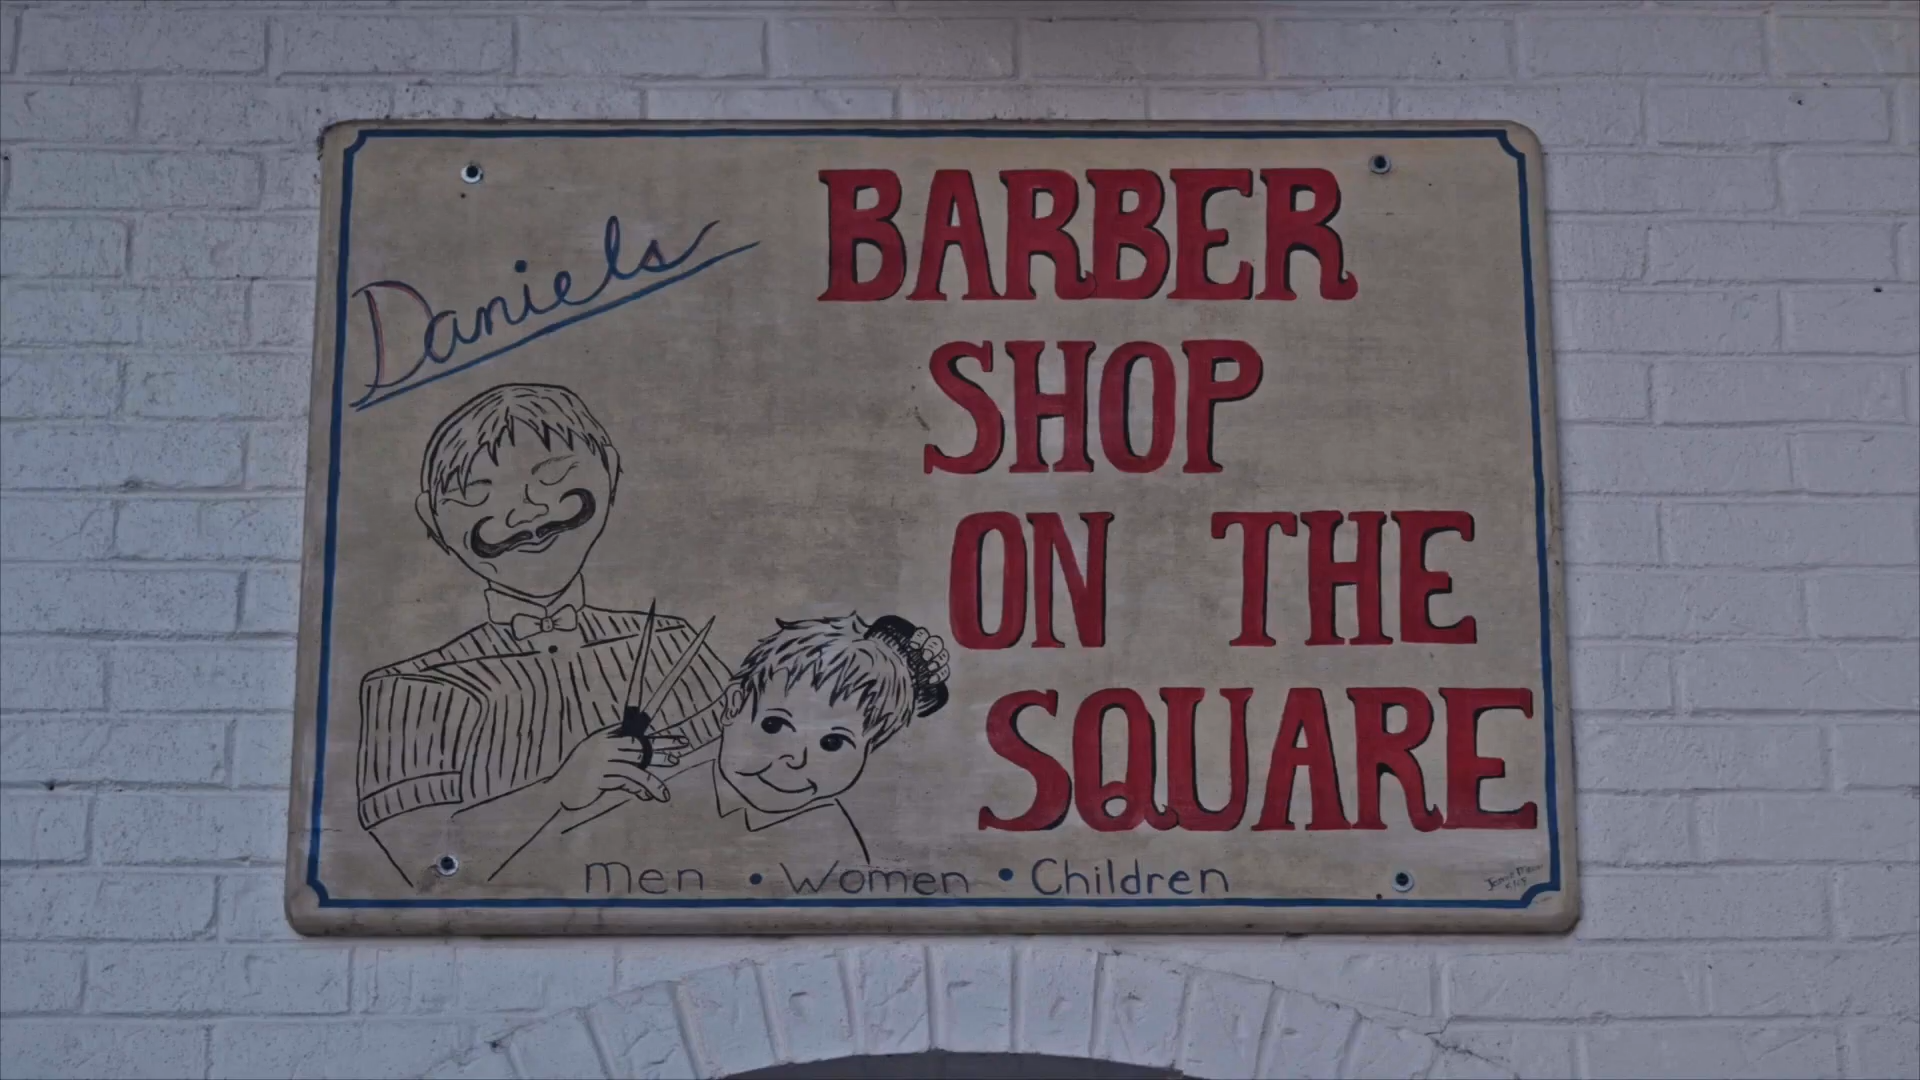 Daniels
BARBER
SHOP
ON THE
SQUARE
Men • Women • Children